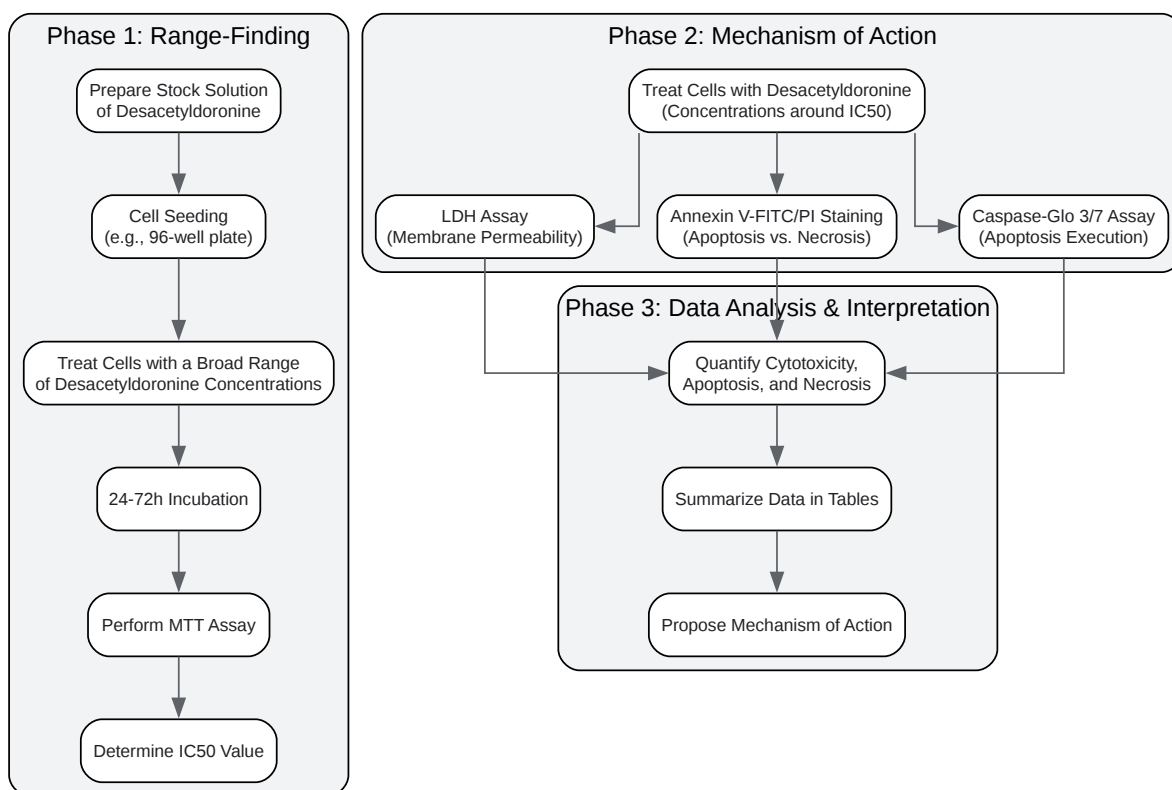 Phase 1: Range-Finding
Prepare Stock Solution
of Desacetyldoronine
Cell Seeding
(e.g., 96-well plate)
Treat Cells with a Broad Range
of Desacetyldoronine Concentrations
24-72h Incubation
Perform MTT Assay
Determine IC50 Value
Phase 2: Mechanism of Action
Treat Cells with Desacetyldoronine
(Concentrations around IC50)
LDH Assay
(Membrane Permeability)
Annexin V-FITC/PI Staining
(Apoptosis vs. Necrosis)
Caspase-Glo 3/7 Assay
(Apoptosis Execution)
Phase 3: Data Analysis & Interpretation
Quantify Cytotoxicity,
Apoptosis, and Necrosis
Summarize Data in Tables
Propose Mechanism of Action